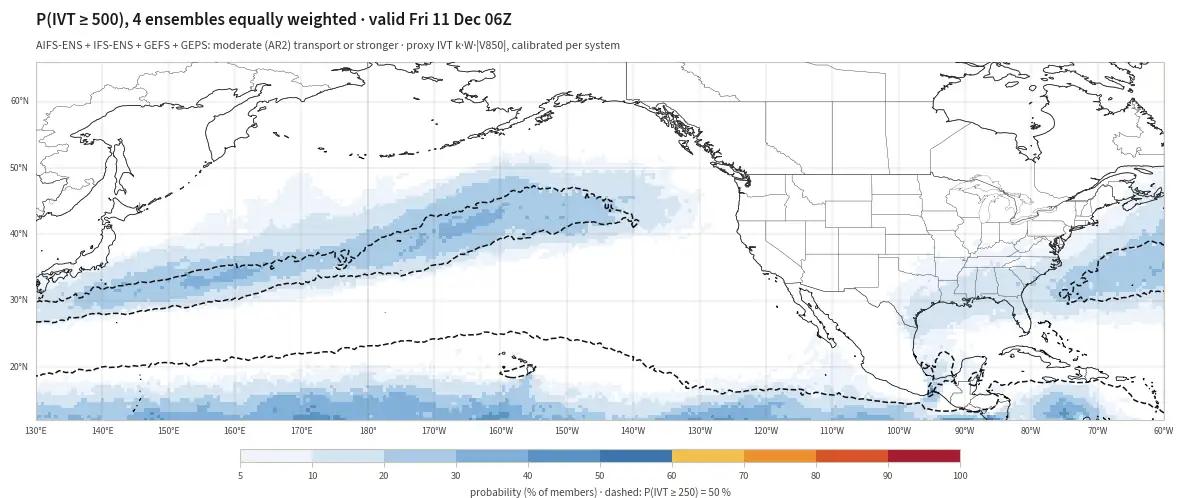 P(IVT ≥ 500), 4 ensembles equally weighted · valid Fri 11 Dec 06Z
AIFS-ENS + IFS-ENS + GEFS + GEPS: moderate (AR2) transport or stronger · proxy IVT k·W·|V850|, calibrated per system
60°N
50°N
40°N
30°N
20°N
130°E 140°E 150°E 160°E 170°E 180° 170°W 160°W 150°W 140°W 130°W 120°W 110°W 100°W 90°W 80°W 70°W 60°W
5 10 20 30 40 50 60 70 80 90 100
probability (% of members) · dashed: P(IVT ≥ 250) = 50 %